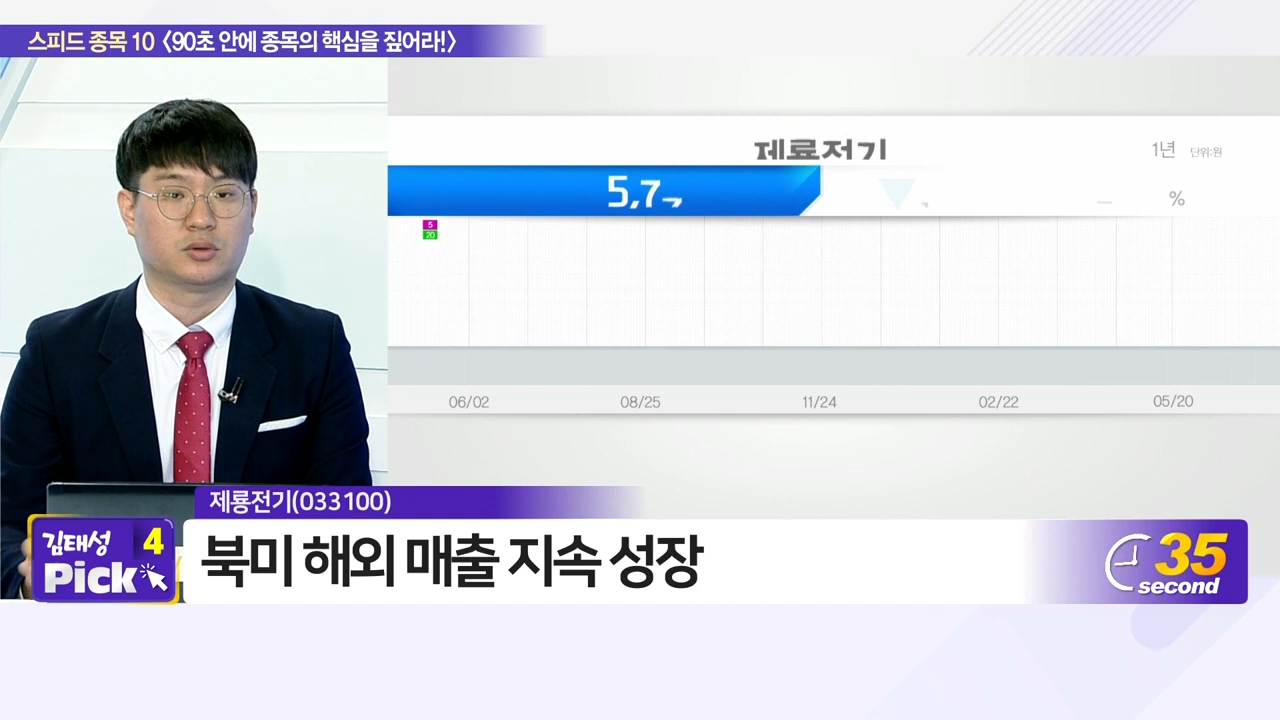 스피드 종목 10 <90초 안에 종목의 핵심을 짚어라!>
제룡전기
1년 단위:원
%
5
20
06/02 08/25 11/24 02/22 05/20
제룡전기(033100)
김태성 4
Pick
북미 해외 매출 지속 성장
35
second